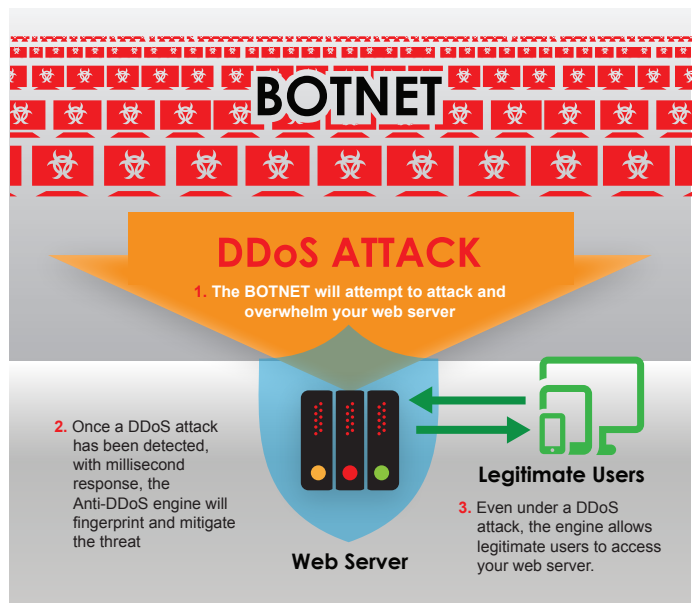 BOTNET
DDoS ATTACK
1. The BOTNET will attempt to attack and
overwhelm your web server
2. Once a DDoS attack
has been detected,
with millisecond
response, the
Anti-DDoS engine will
fingerprint and mitigate
the threat
Web Server
Legitimate Users
3. Even under a DDoS
attack, the engine allows
legitimate users to access
your web server.